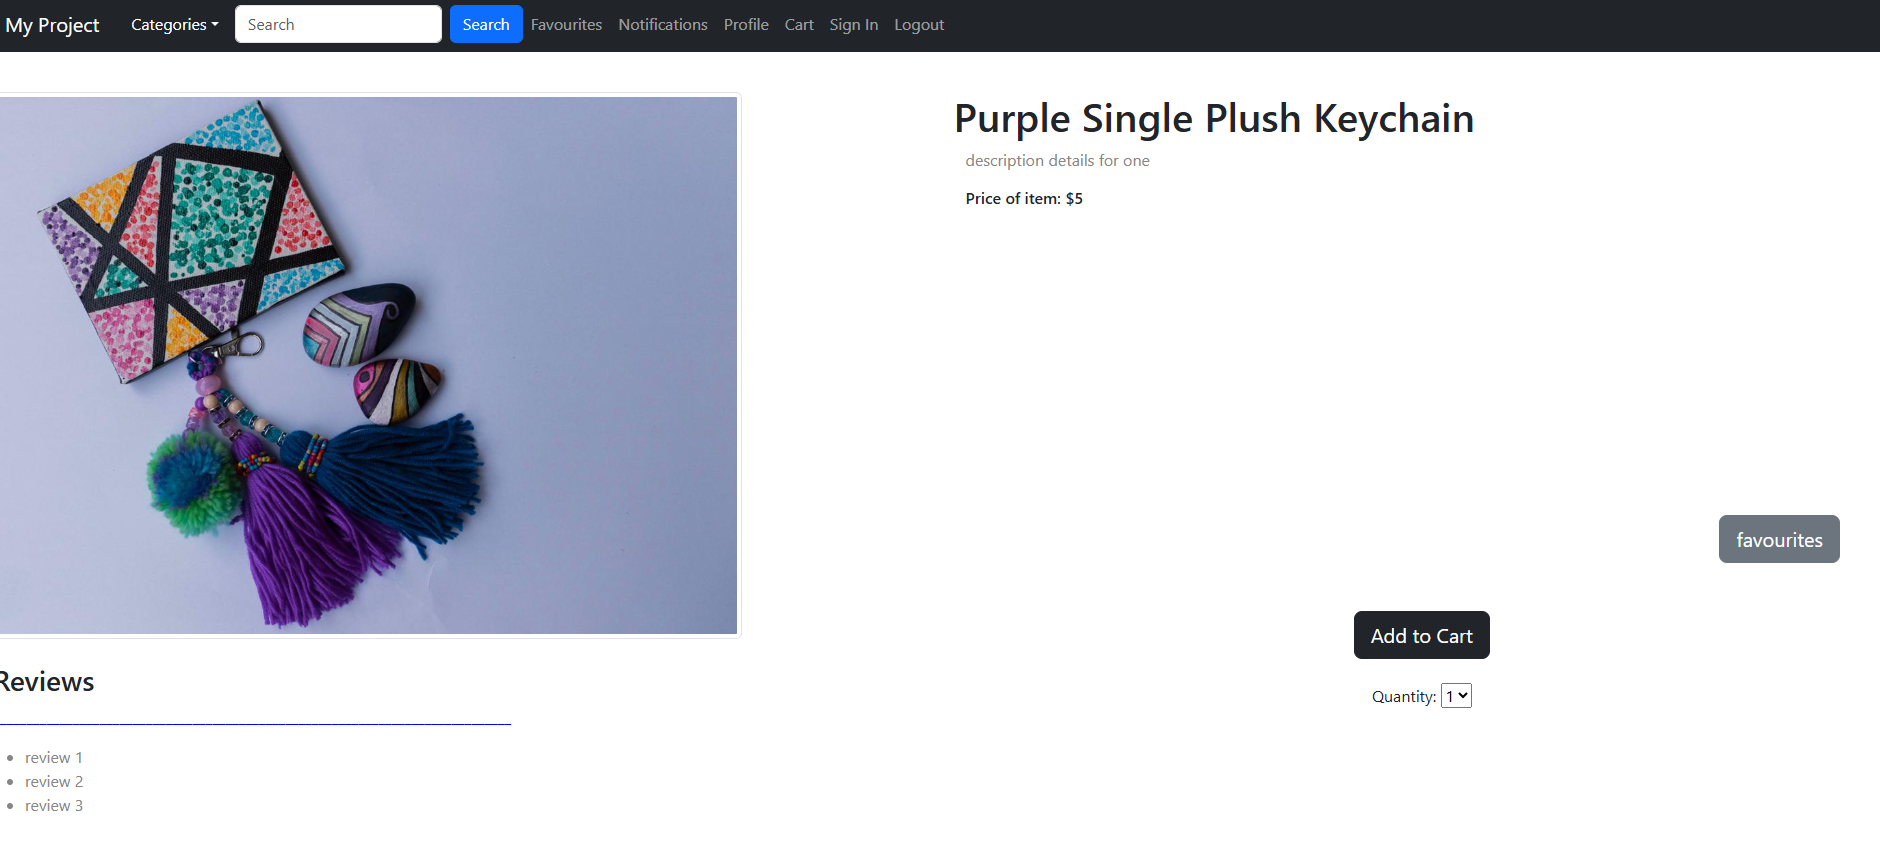 My Project Categories Search Search Favourites Notifications Profile Cart Sign In Logout
Purple Single Plush Keychain
description details for one
Price of item: $5
favourites
Add to Cart
Quantity: 1
Reviews
review 1
review 2
review 3